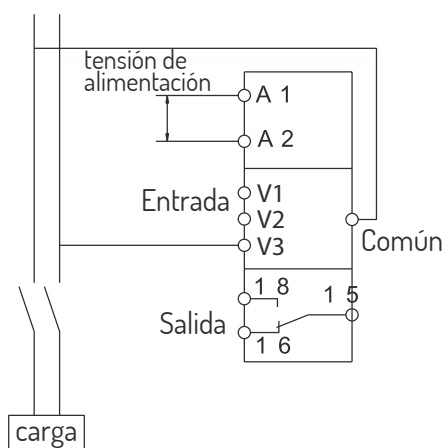 tensión de
alimentación
A 1
A 2
Entrada
V1
V2
V3
Común
Salida
1 8
1 5
1 6
carga